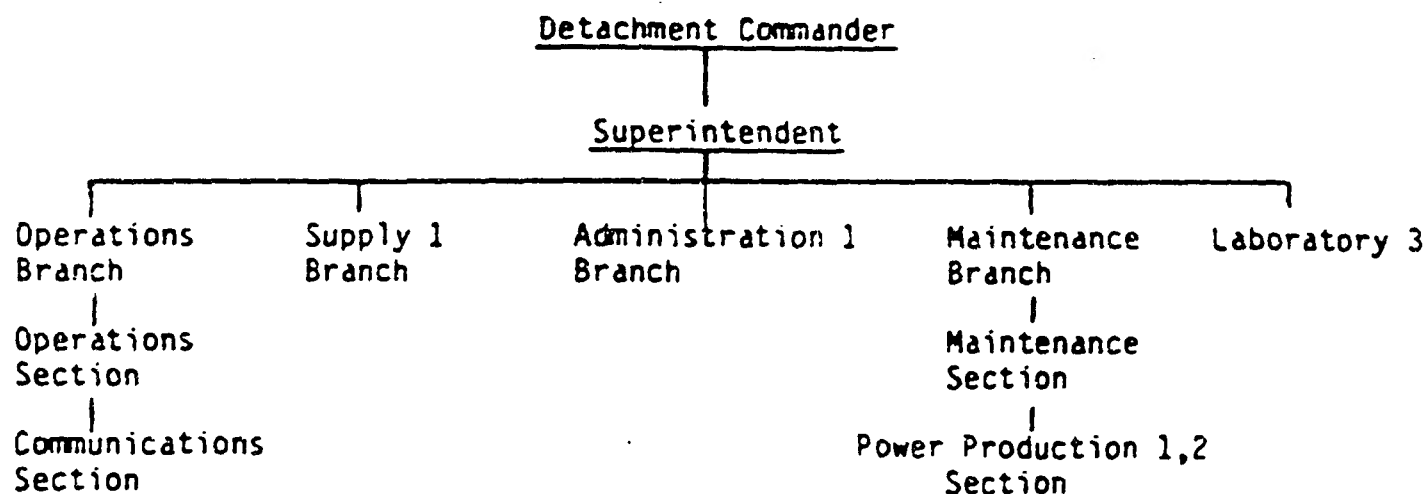 Detachment Commander
Superintendent
Operations Branch
Supply 1 Branch
Administration 1 Branch
Maintenance Branch
Laboratory 3
Operations Section
Maintenance Section
Communications Section
Power Production 1,2 Section